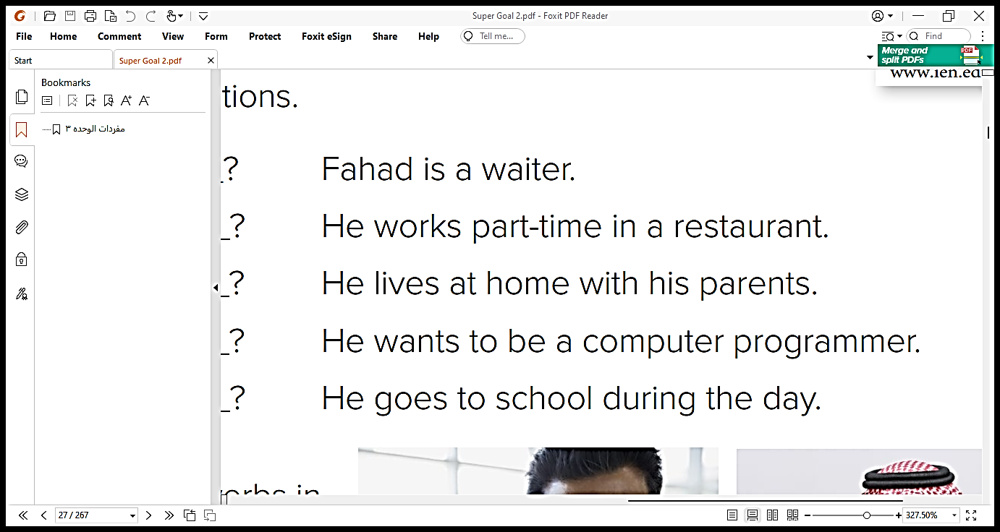 Super Goal 2.pdf - Foxit PDF Reader
File Home Comment View Form Protect Foxit eSign Share Help Tell me... Find
Start Super Goal 2.pdf
Merge and
split PDFs
PDF
www.ien.ed
Bookmarks
مفردات الوحده ٣
tions.
_? Fahad is a waiter.
_? He works part-time in a restaurant.
_? He lives at home with his parents.
_? He wants to be a computer programmer.
_? He goes to school during the day.
verbs in
27 / 267 327.50%